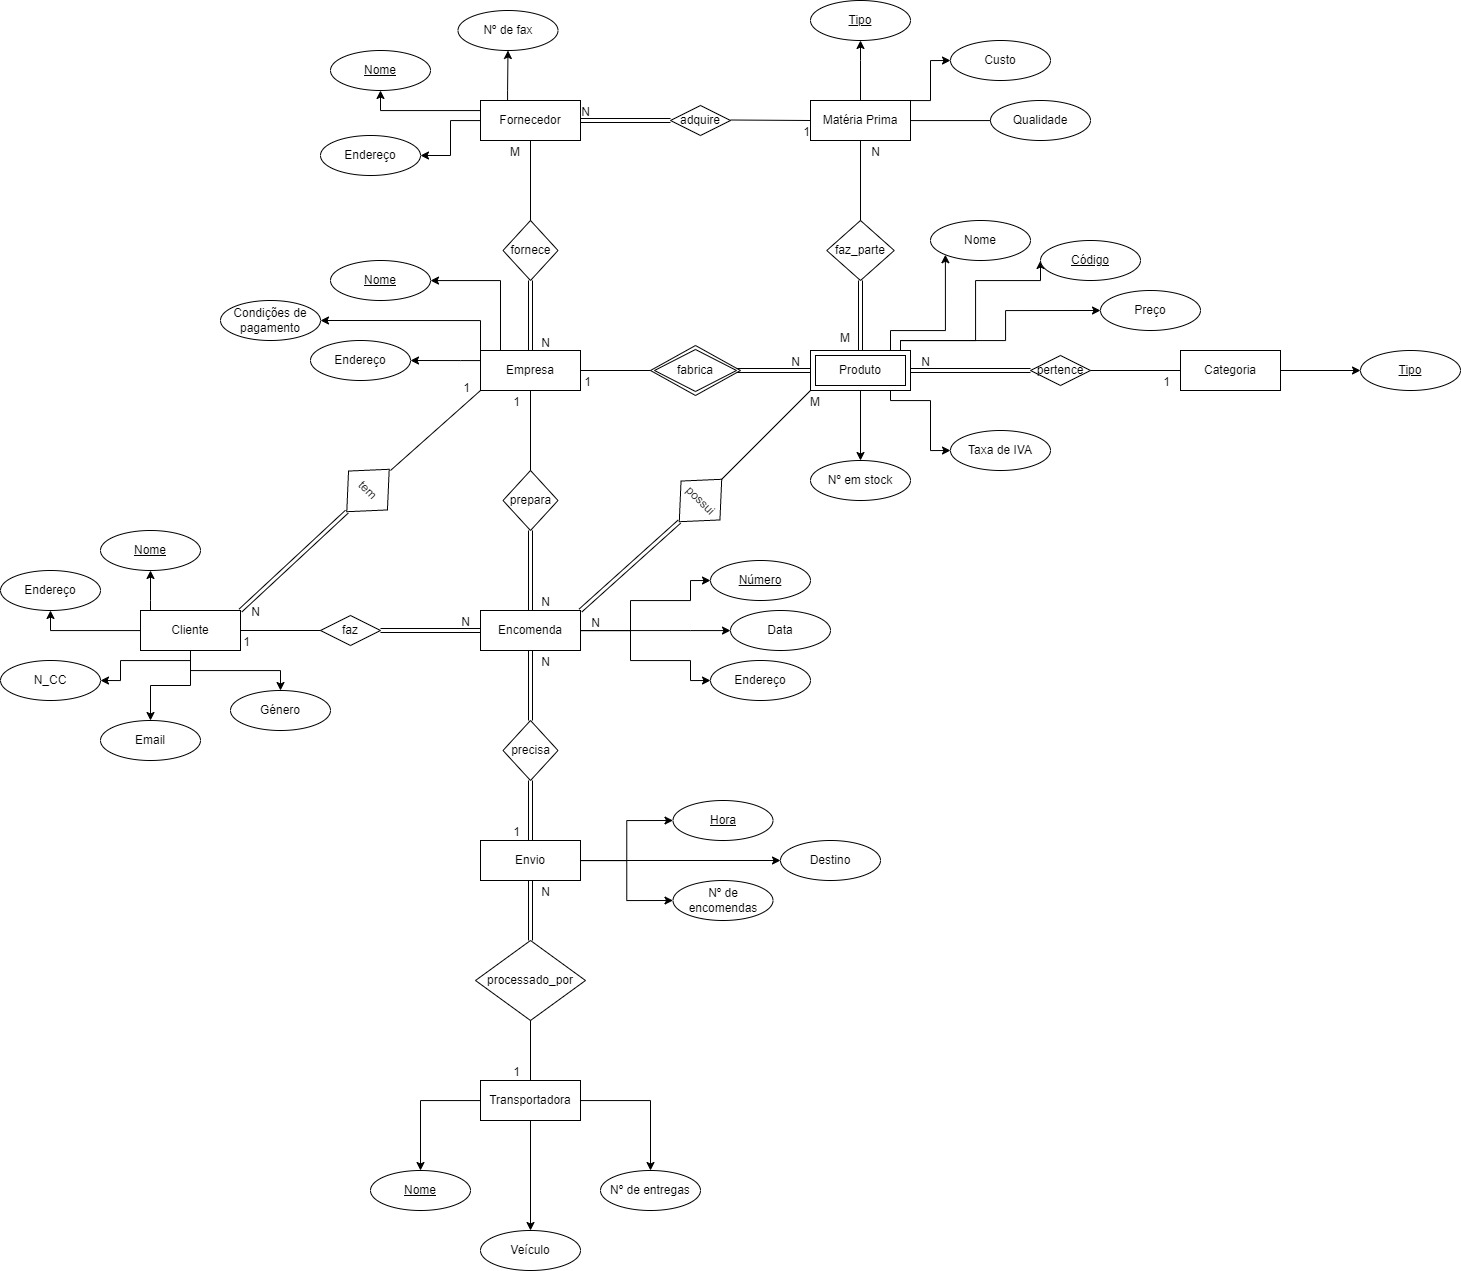 Tipo
Nº de fax
Custo
Nome
N
Fornecedor
adquire
Matéria Prima
Qualidade
1
Endereço
M
N
Nome
fornece
faz_parte
Código
Nome
Condições de
pagamento
Preço
M
N
Endereço
Empresa
fabrica
N
Produto
N
pertence
Categoria
Tipo
1
1
1
1
M
Taxa de IVA
Nº em stock
tem
prepara
possui
Nome
Número
Endereço
N
N
Cliente
faz
N
Encomenda
N
Data
1
N
N_CC
Endereço
Género
Email
precisa
Hora
1
Envio
Destino
N
Nº de
encomendas
processado_por
1
Transportadora
Nome
Nº de entregas
Veículo